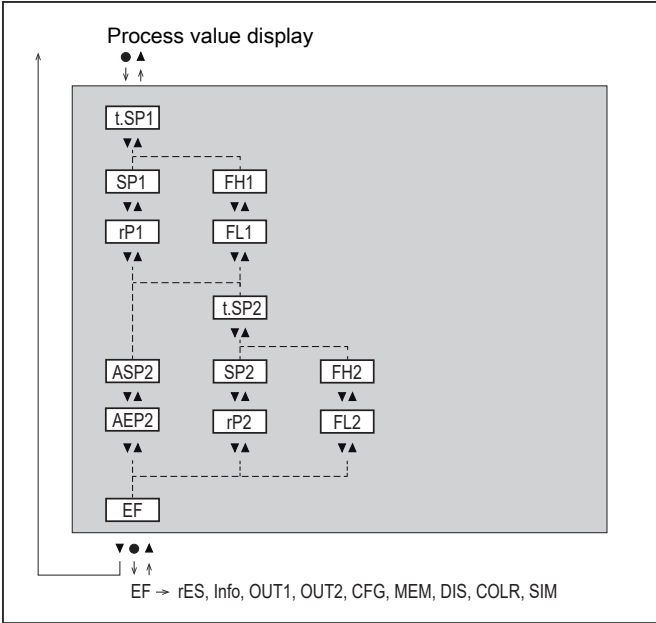 Process value display
t.SP1
SP1 FH1
rP1 FL1
t.SP2
ASP2 SP2 FH2
AEP2 rP2 FL2
EF
EF → rES, Info, OUT1, OUT2, CFG, MEM, DIS, COLR, SIM